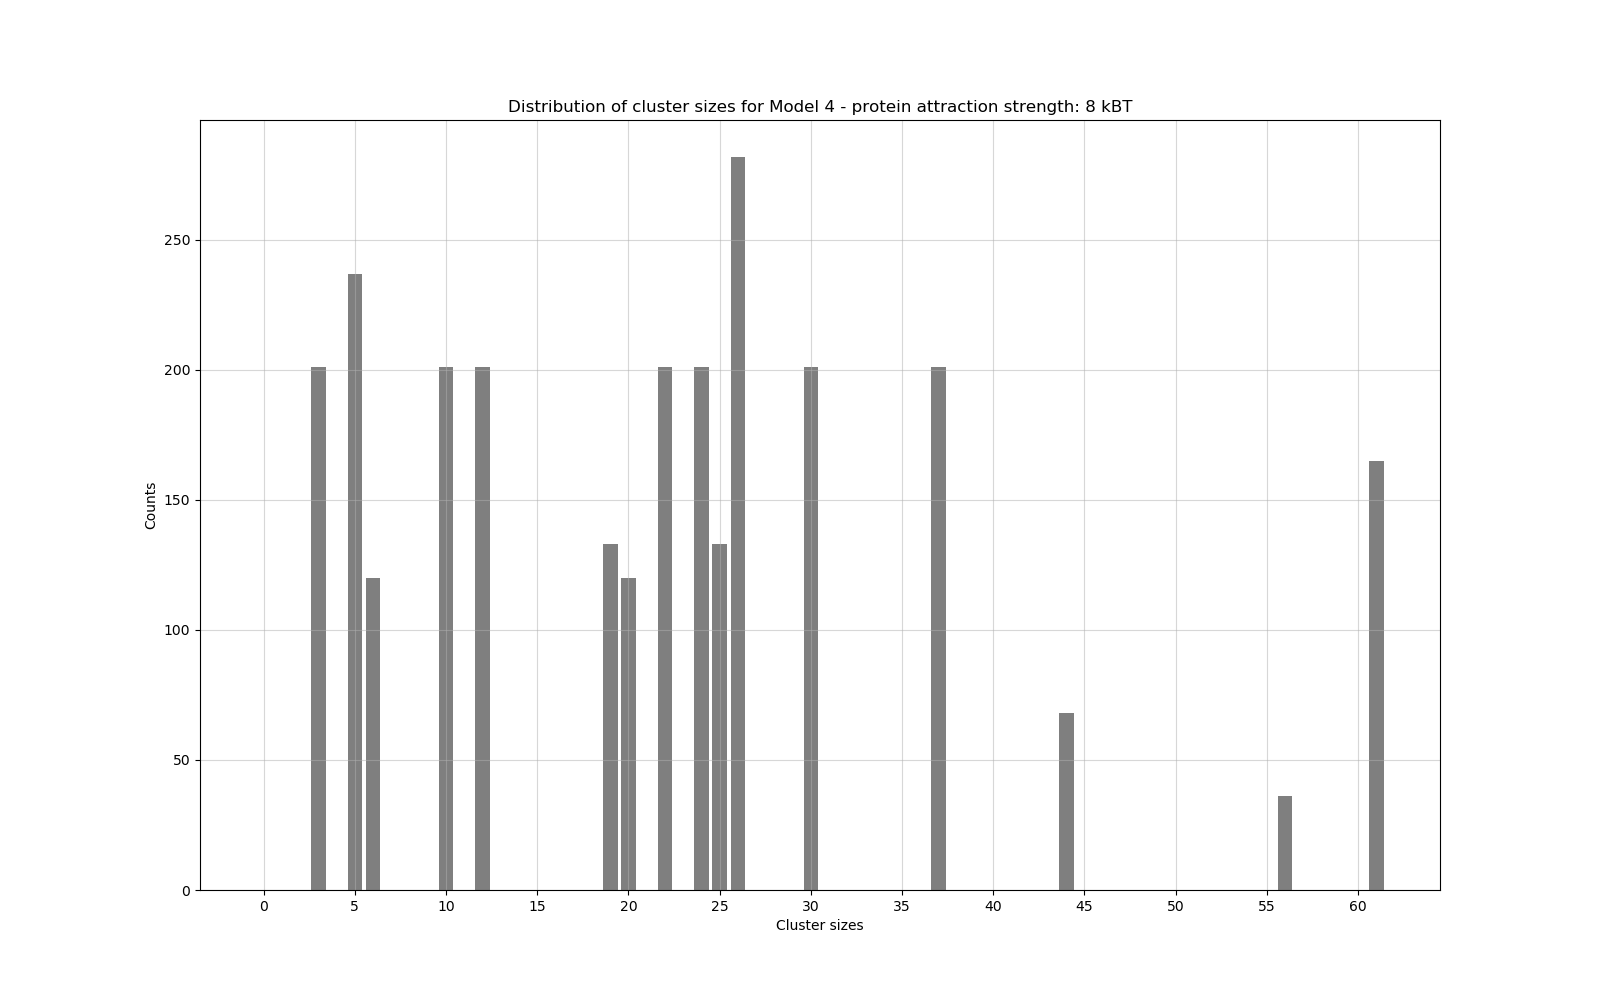 Distribution of cluster sizes for Model 4 - protein attraction strength: 8 kBT
250
200
150
100
50
0
Counts
0 5 10 15 20 25 30 35 40 45 50 55 60
Cluster sizes